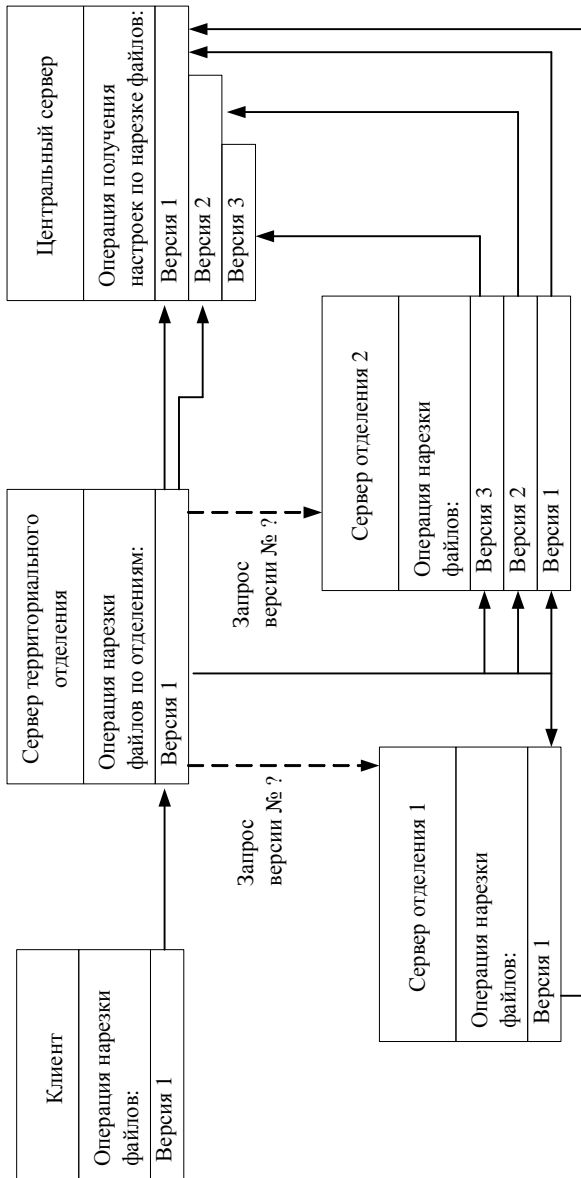 Клиент
Операция нарезки
файлов:
Версия 1
Сервер территориального
отделения
Операция нарезки
файлов по отделениям:
Версия 1
Центральный сервер
Операция получения
настроек по нарезке файлов:
Версия 1
Версия 2
Версия 3
Запрос
версии № ?
Запрос
версии № ?
Сервер отделения 1
Операция нарезки
файлов:
Версия 1
Сервер отделения 2
Операция нарезки
файлов:
Версия 3
Версия 2
Версия 1